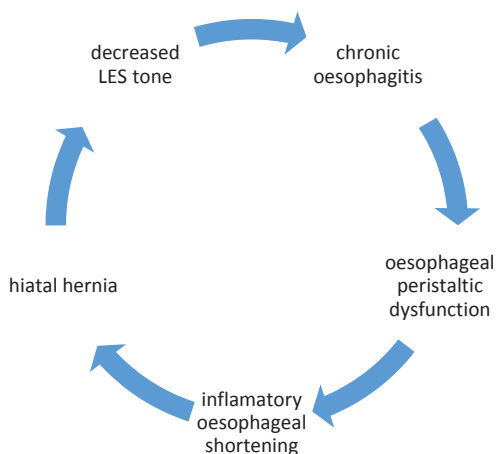 decreased
LES tone
chronic
oesophagitis
oesophageal
peristaltic
dysfunction
inflamatory
oesophageal
shortening
hiatal hernia